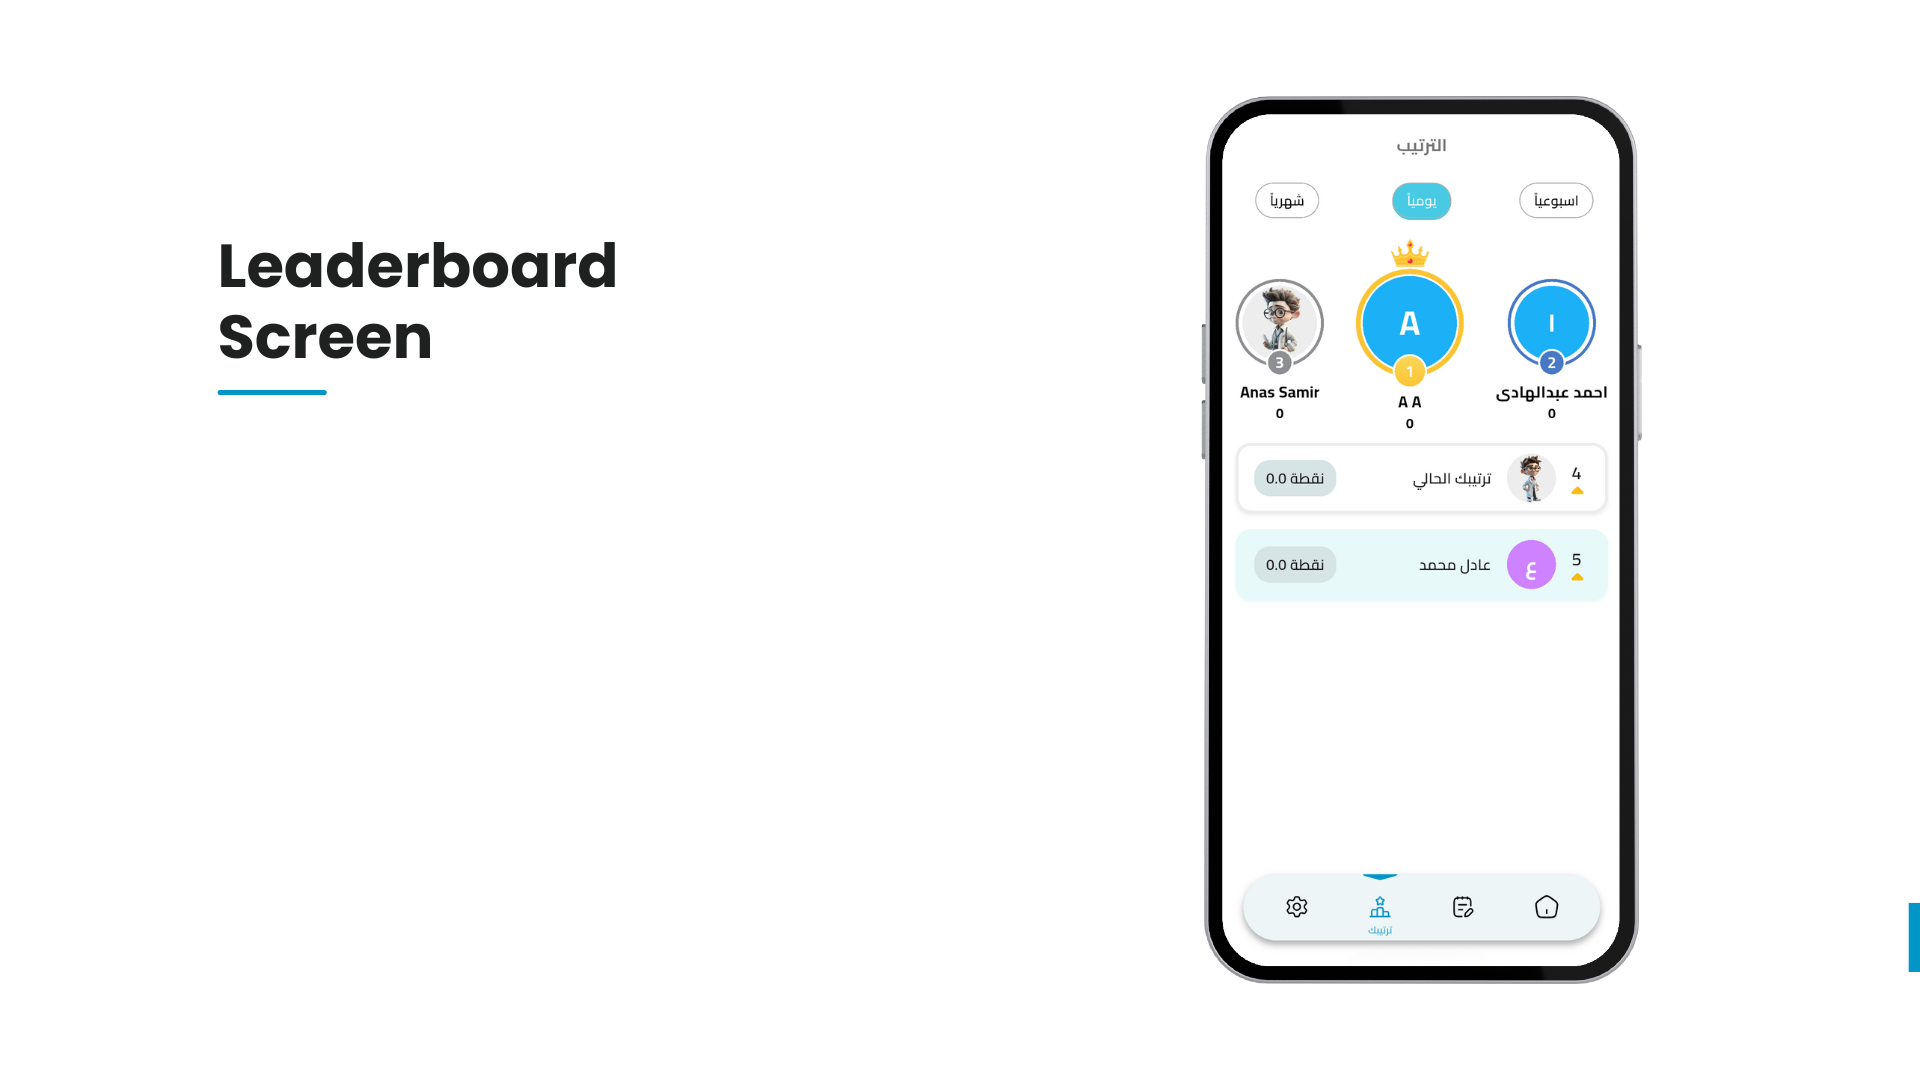 Leaderboard
Screen
الترتيب
اسبوعياً
يومياً
شهرياً
ا
2
احمد عبدالهادى
0
A
1
A A
0
3
Anas Samir
0
4
ترتيبك الحالي
0.0 نقطة
5
ع
عادل محمد
0.0 نقطة
ترتيبك